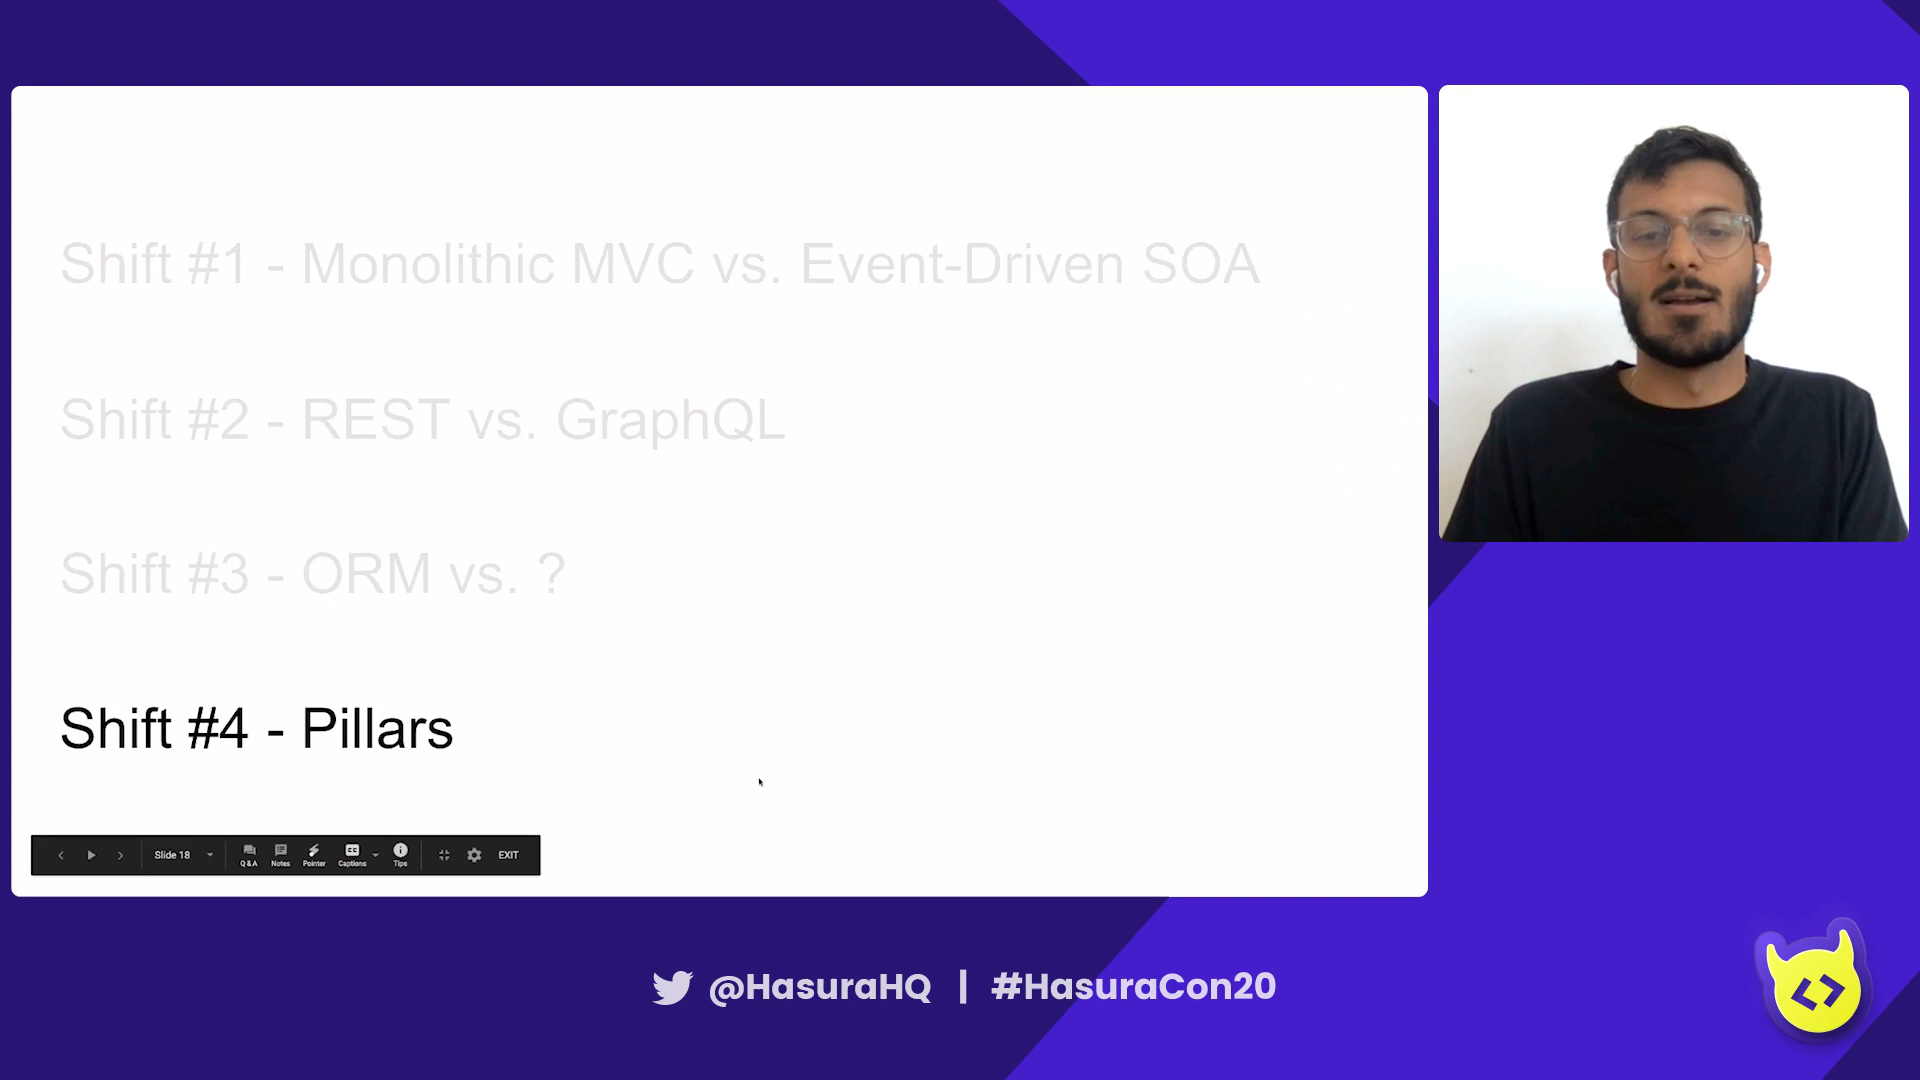 Shift #1 - Monolithic MVC vs. Event-Driven SOA
Shift #2 - REST vs. GraphQL
Shift #3 - ORM vs. ?
Shift #4 - Pillars
Slide 18
Q & A
Notes
Pointer
Captions
Tips
EXIT
@HasuraHQ | #HasuraCon20